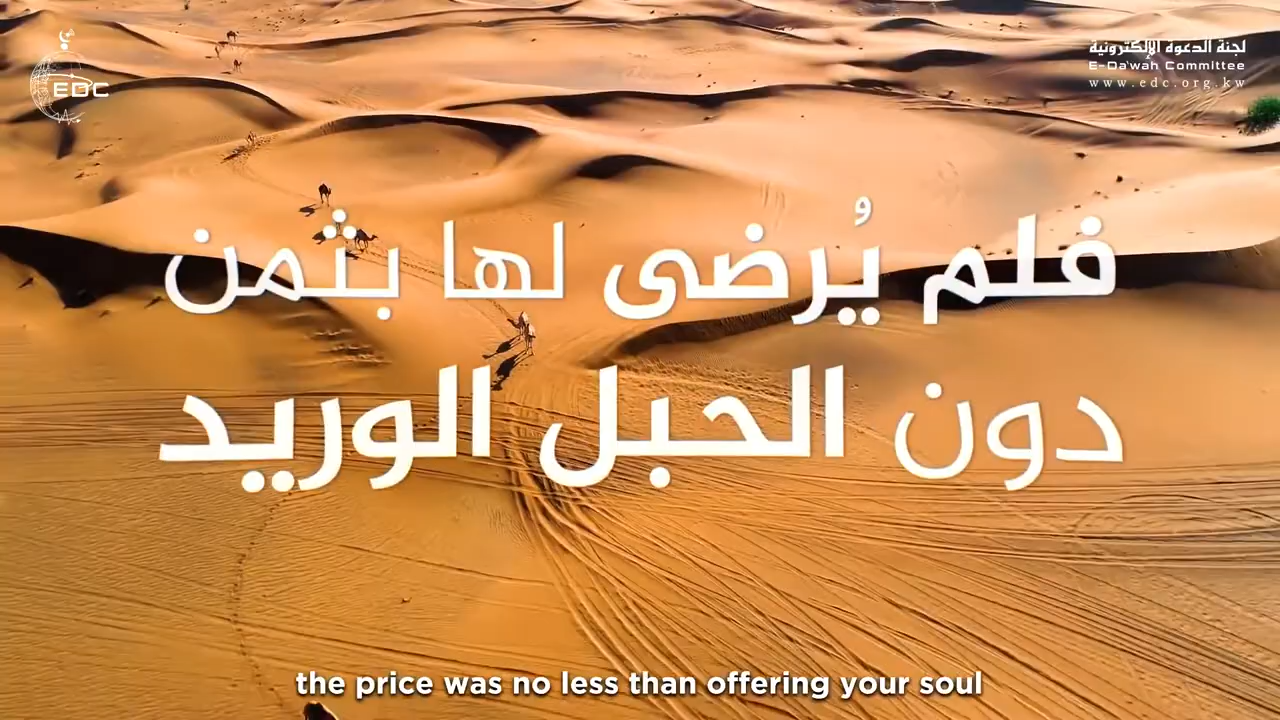 EDC
لجنة الدعوة الإلكترونية
E-Da'wah Committee
www.edc.org.kw
فلم يُرضى لها بثمن
دون الحبل الوريد
the price was no less than offering your soul